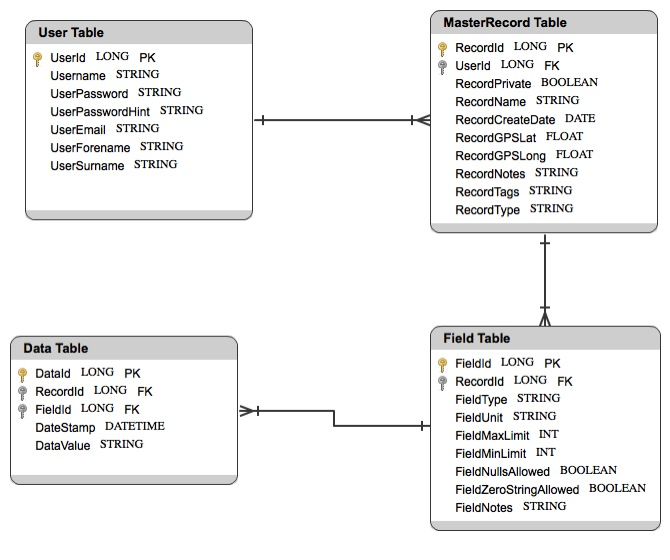 User Table
UserId LONG PK
Username STRING
UserPassword STRING
UserPasswordHint STRING
UserEmail STRING
UserForename STRING
UserSurname STRING
MasterRecord Table
RecordId LONG PK
UserId LONG FK
RecordPrivate BOOLEAN
RecordName STRING
RecordCreateDate DATE
RecordGPSLat FLOAT
RecordGPSLong FLOAT
RecordNotes STRING
RecordTags STRING
RecordType STRING
Data Table
DataId LONG PK
RecordId LONG FK
FieldId LONG FK
DateStamp DATETIME
DataValue STRING
Field Table
FieldId LONG PK
RecordId LONG FK
FieldType STRING
FieldUnit STRING
FieldMaxLimit INT
FieldMinLimit INT
FieldNullsAllowed BOOLEAN
FieldZeroStringAllowed BOOLEAN
FieldNotes STRING